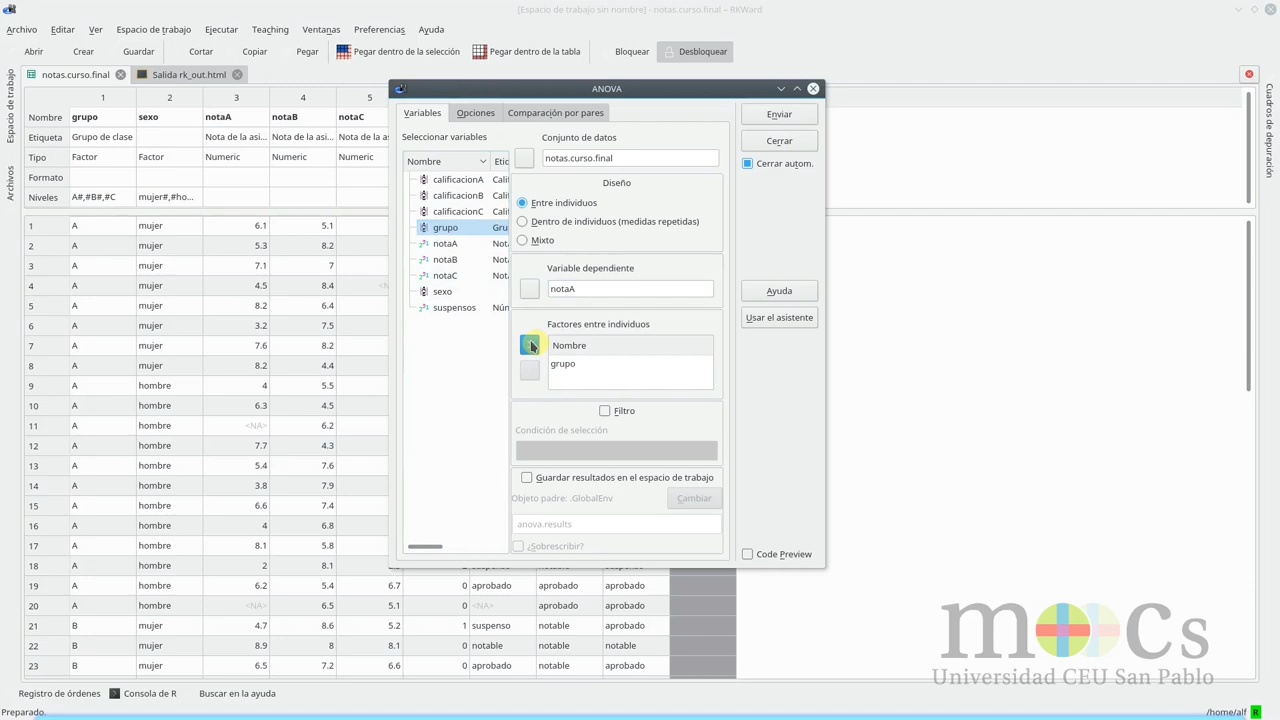 [Espacio de trabajo sin nombre] - notas.curso.final - RKWard
Archivo Editar Ver Espacio de trabajo Ejecutar Teaching Ventanas Preferencias Ayuda
Abrir Crear Guardar Cortar Copiar Pegar Pegar dentro de la selección Pegar dentro de la tabla Bloquear Desbloquear
notas.curso.final Salida rk_out.html
Espacio de trabajo
Archivos
Cuadros de depuración
1 2 3 4 5
Nombre grupo sexo notaA notaB notaC
Etiqueta Grupo de clase Nota de la asi... Nota de la asi... Nota de la as
Tipo Factor Factor Numeric Numeric Numeric
Formato
Niveles A#,#B#,#C mujer#,#ho...
1 A mujer 6.1 5.1
2 A mujer 5.3 8.2
3 A mujer 7.1 7
4 A mujer 4.5 8.4 <N
5 A mujer 8.2 6.4
6 A mujer 3.2 7.5
7 A mujer 7.6 8.2
8 A mujer 8.2 4.4
9 A hombre 4 5.5
10 A hombre 6.3 4.5
11 A hombre <NA> 6.2
12 A hombre 7.7 4.3
13 A hombre 5.4 7.6
14 A hombre 3.8 7.9
15 A hombre 6.6 7.4
16 A hombre 4 6.8
17 A hombre 8.1 5.8
18 A hombre 2 8.1
19 A hombre 6.2 5.4 6.7 0 aprobado aprobado aprobado
20 A hombre <NA> 6.5 5.1 0 <NA> aprobado aprobado
21 B mujer 4.7 8.6 5.2 1 suspenso notable aprobado
22 B mujer 8.9 8 8.1 0 notable notable notable
23 B mujer 6.5 7.2 6.6 0 aprobado notable aprobado
ANOVA
Variables Opciones Comparación por pares
Seleccionar variables
Nombre Etic
calificacionA Cali
calificacionB Cali
calificacionC Cali
grupo Gru
notaA Not
notaB Not
notaC Not
sexo
suspensos Núr
Conjunto de datos
notas.curso.final
Diseño
Entre individuos
Dentro de individuos (medidas repetidas)
Mixto
Variable dependiente
notaA
Factores entre individuos
Nombre
grupo
Filtro
Condición de selección
Guardar resultados en el espacio de trabajo
Objeto padre: .GlobalEnv Cambiar
anova.results
¿Sobrescribir?
Enviar
Cerrar
Cerrar autom.
Ayuda
Usar el asistente
Code Preview
mOOCs
Universidad CEU San Pablo
Registro de órdenes Consola de R Buscar en la ayuda
Preparado. /home/alf R